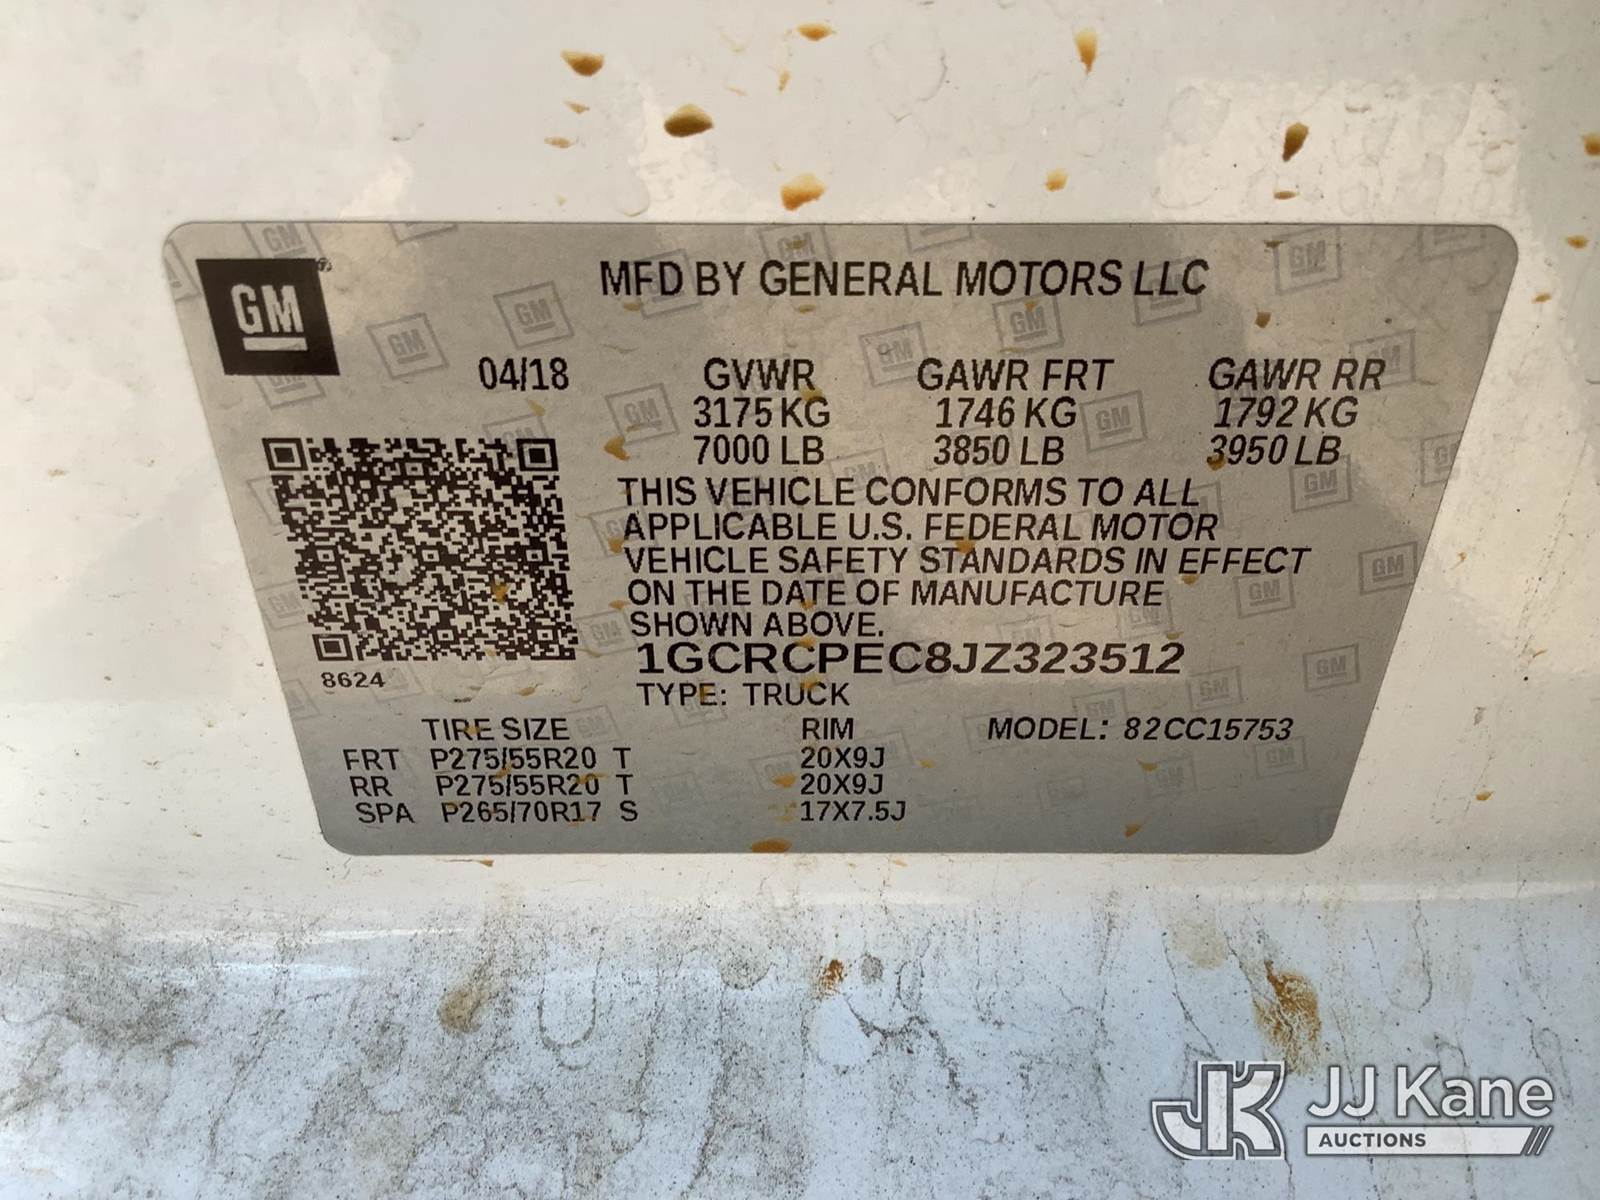 GM
MFD BY GENERAL MOTORS LLC
04/18 GVWR GAWR FRT GAWR RR
3175 KG 1746 KG 1792 KG
7000 LB 3850 LB 3950 LB
THIS VEHICLE CONFORMS TO ALL
APPLICABLE U.S. FEDERAL MOTOR
VEHICLE SAFETY STANDARDS IN EFFECT
ON THE DATE OF MANUFACTURE
SHOWN ABOVE.
1GCRCPEC8JZ323512
8624 TYPE: TRUCK
TIRE SIZE RIM MODEL: 82CC15753
FRT P275/55R20 T 20X9J
RR P275/55R20 T 20X9J
SPA P265/70R17 S 17X7.5J
JK JJ Kane
AUCTIONS